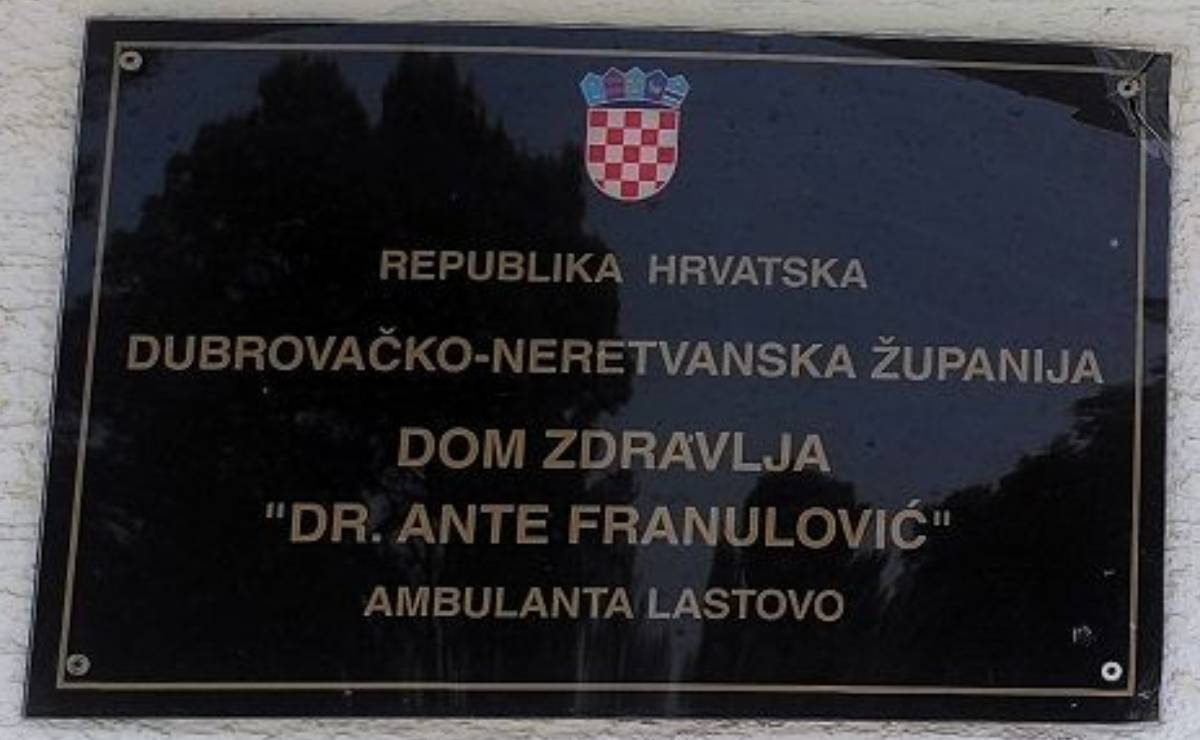 REPUBLIKA HRVATSKA
DUBROVAČKO-NERETVANSKA ŽUPANIJA
DOM ZDRAVLJA
"DR. ANTE FRANULOVIĆ"
AMBULANTA LASTOVO